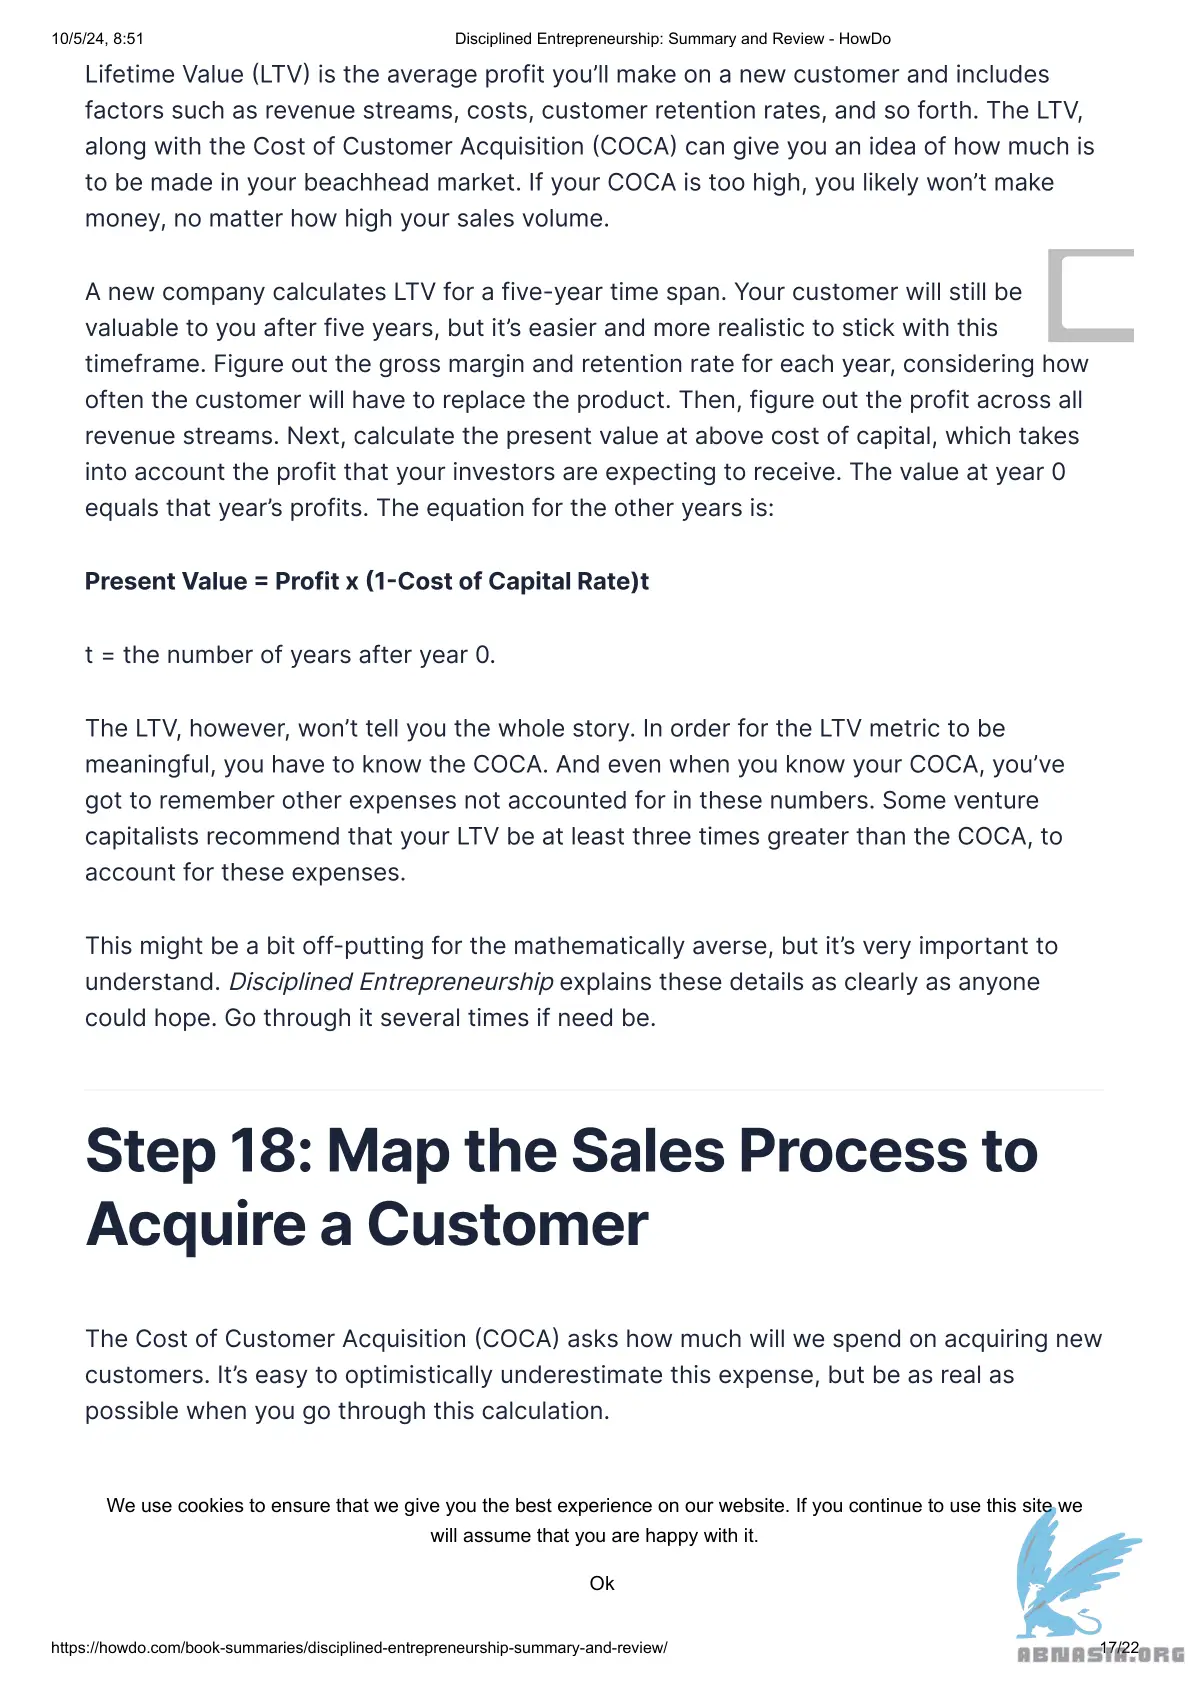 10/5/24, 8:51 Disciplined Entrepreneurship: Summary and Review - HowDo
Lifetime Value (LTV) is the average profit you’ll make on a new customer and includes
factors such as revenue streams, costs, customer retention rates, and so forth. The LTV,
along with the Cost of Customer Acquisition (COCA) can give you an idea of how much is
to be made in your beachhead market. If your COCA is too high, you likely won’t make
money, no matter how high your sales volume.
A new company calculates LTV for a five-year time span. Your customer will still be
valuable to you after five years, but it’s easier and more realistic to stick with this
timeframe. Figure out the gross margin and retention rate for each year, considering how
often the customer will have to replace the product. Then, figure out the profit across all
revenue streams. Next, calculate the present value at above cost of capital, which takes
into account the profit that your investors are expecting to receive. The value at year 0
equals that year’s profits. The equation for the other years is:
Present Value = Profit x (1-Cost of Capital Rate)t
t = the number of years after year 0.
The LTV, however, won’t tell you the whole story. In order for the LTV metric to be
meaningful, you have to know the COCA. And even when you know your COCA, you’ve
got to remember other expenses not accounted for in these numbers. Some venture
capitalists recommend that your LTV be at least three times greater than the COCA, to
account for these expenses.
This might be a bit off-putting for the mathematically averse, but it’s very important to
understand. Disciplined Entrepreneurship explains these details as clearly as anyone
could hope. Go through it several times if need be.
Step 18: Map the Sales Process to
Acquire a Customer
The Cost of Customer Acquisition (COCA) asks how much will we spend on acquiring new
customers. It’s easy to optimistically underestimate this expense, but be as real as
possible when you go through this calculation.
We use cookies to ensure that we give you the best experience on our website. If you continue to use this site we
will assume that you are happy with it.
Ok
https://howdo.com/book-summaries/disciplined-entrepreneurship-summary-and-review/ 17/22
ABNASIA.ORG